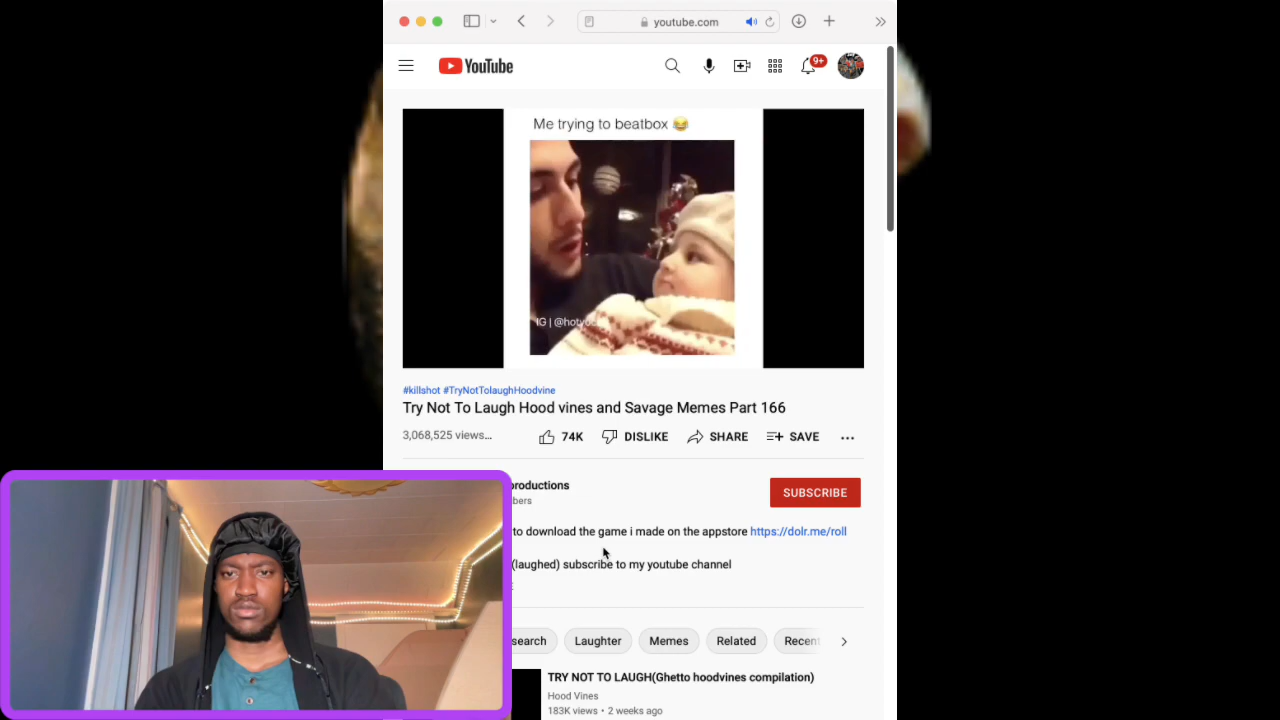 youtube.com
YouTube
9+
Me trying to beatbox 😂
IG | @hotyo
#killshot #TryNotTolaughHoodvine
Try Not To Laugh Hood vines and Savage Memes Part 166
3,068,525 views...
74K
DISLIKE
SHARE
SAVE
productions
bers
SUBSCRIBE
to download the game i made on the appstore https://dolr.me/roll
(laughed) subscribe to my youtube channel
search
Laughter
Memes
Related
Recent
TRY NOT TO LAUGH(Ghetto hoodvines compilation)
Hood Vines
183K views • 2 weeks ago